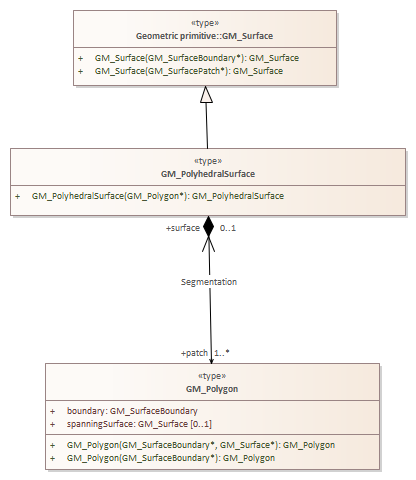 «type»
Geometric primitive::GM_Surface
+ GM_Surface(GM_SurfaceBoundary*): GM_Surface
+ GM_Surface(GM_SurfacePatch*): GM_Surface
«type»
GM_PolyhedralSurface
+ GM_PolyhedralSurface(GM_Polygon*): GM_PolyhedralSurface
+surface 0..1
Segmentation
+patch 1..*
«type»
GM_Polygon
+ boundary: GM_SurfaceBoundary
+ spanningSurface: GM_Surface [0..1]
+ GM_Polygon(GM_SurfaceBoundary*, GM_Surface*): GM_Polygon
+ GM_Polygon(GM_SurfaceBoundary*): GM_Polygon